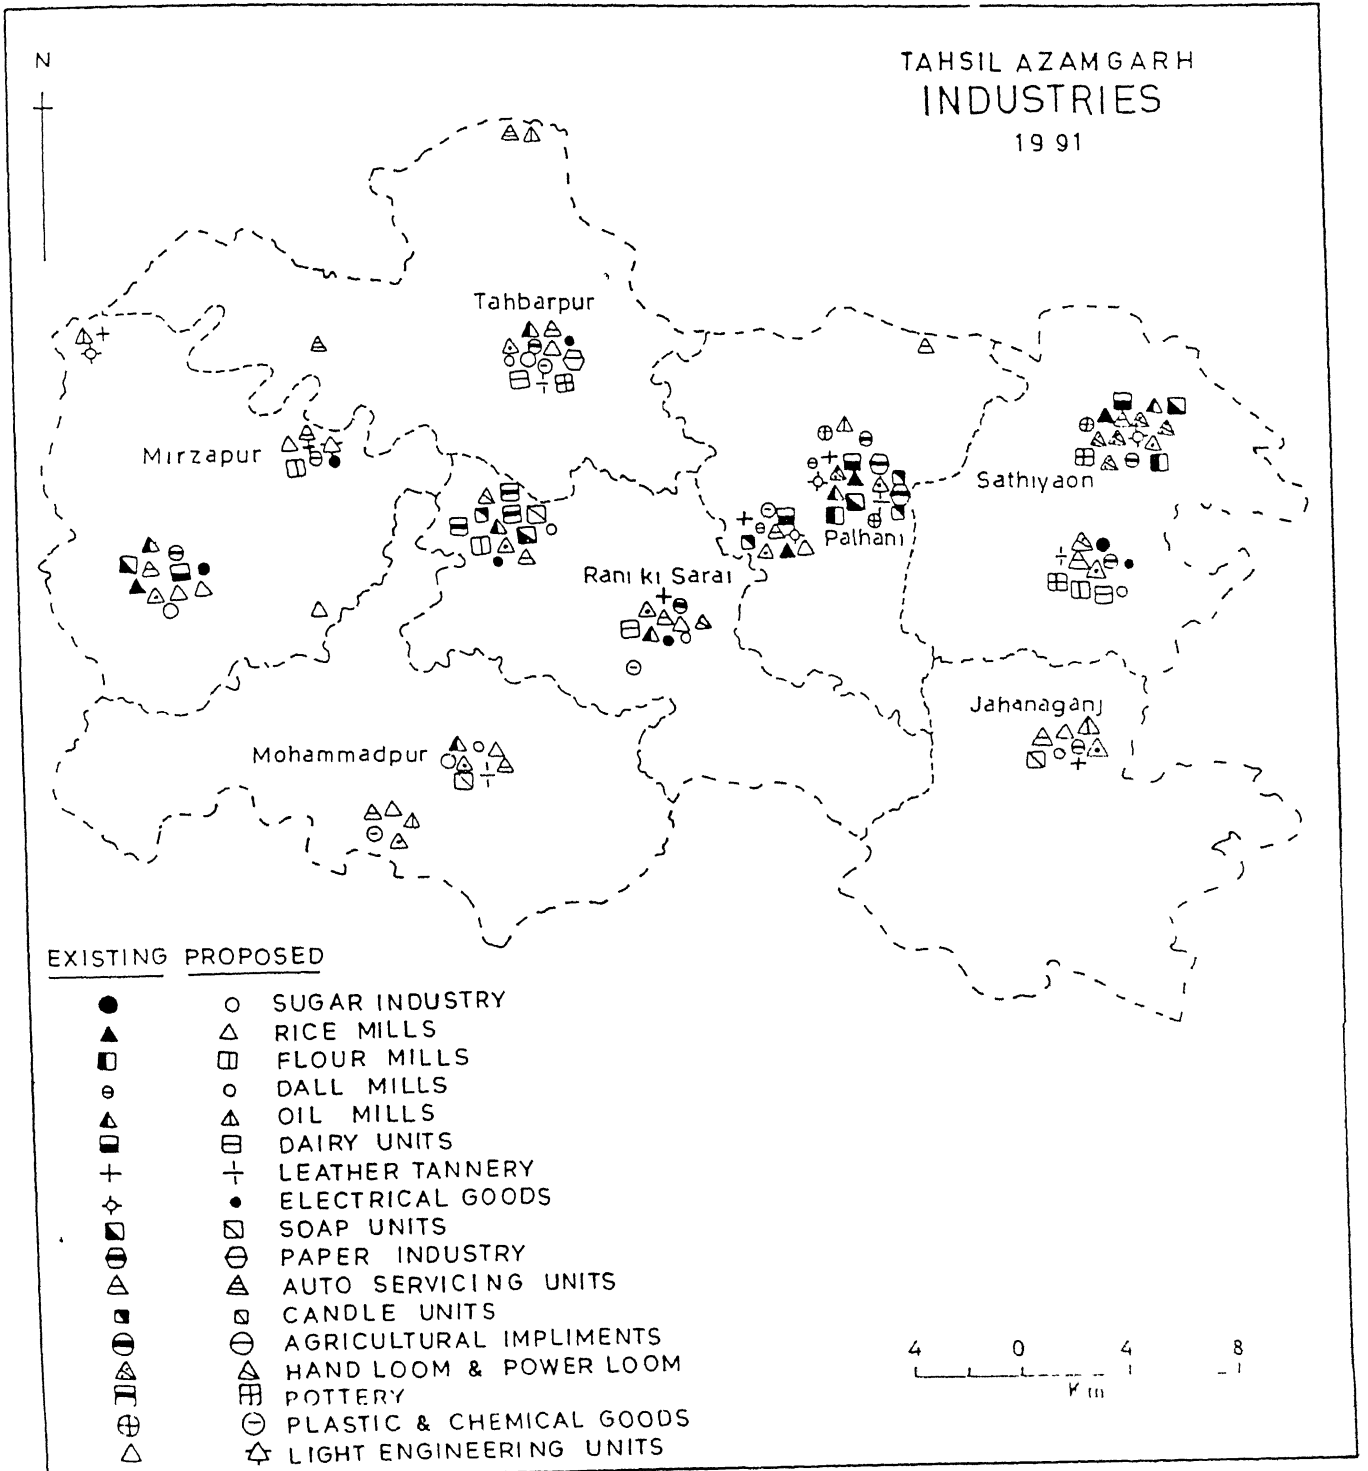 N
TAHSIL AZAMGARH
INDUSTRIES
1991
Tahbarpur
Mirzapur
Sathiyaon
Palhani
Rani ki Sarai
Jahanaganj
Mohammadpur
EXISTING PROPOSED
SUGAR INDUSTRY
RICE MILLS
FLOUR MILLS
DALL MILLS
OIL MILLS
DAIRY UNITS
LEATHER TANNERY
ELECTRICAL GOODS
SOAP UNITS
PAPER INDUSTRY
AUTO SERVICING UNITS
CANDLE UNITS
AGRICULTURAL IMPLIMENTS
HAND LOOM & POWER LOOM
POTTERY
PLASTIC & CHEMICAL GOODS
LIGHT ENGINEERING UNITS
4 0 4 8